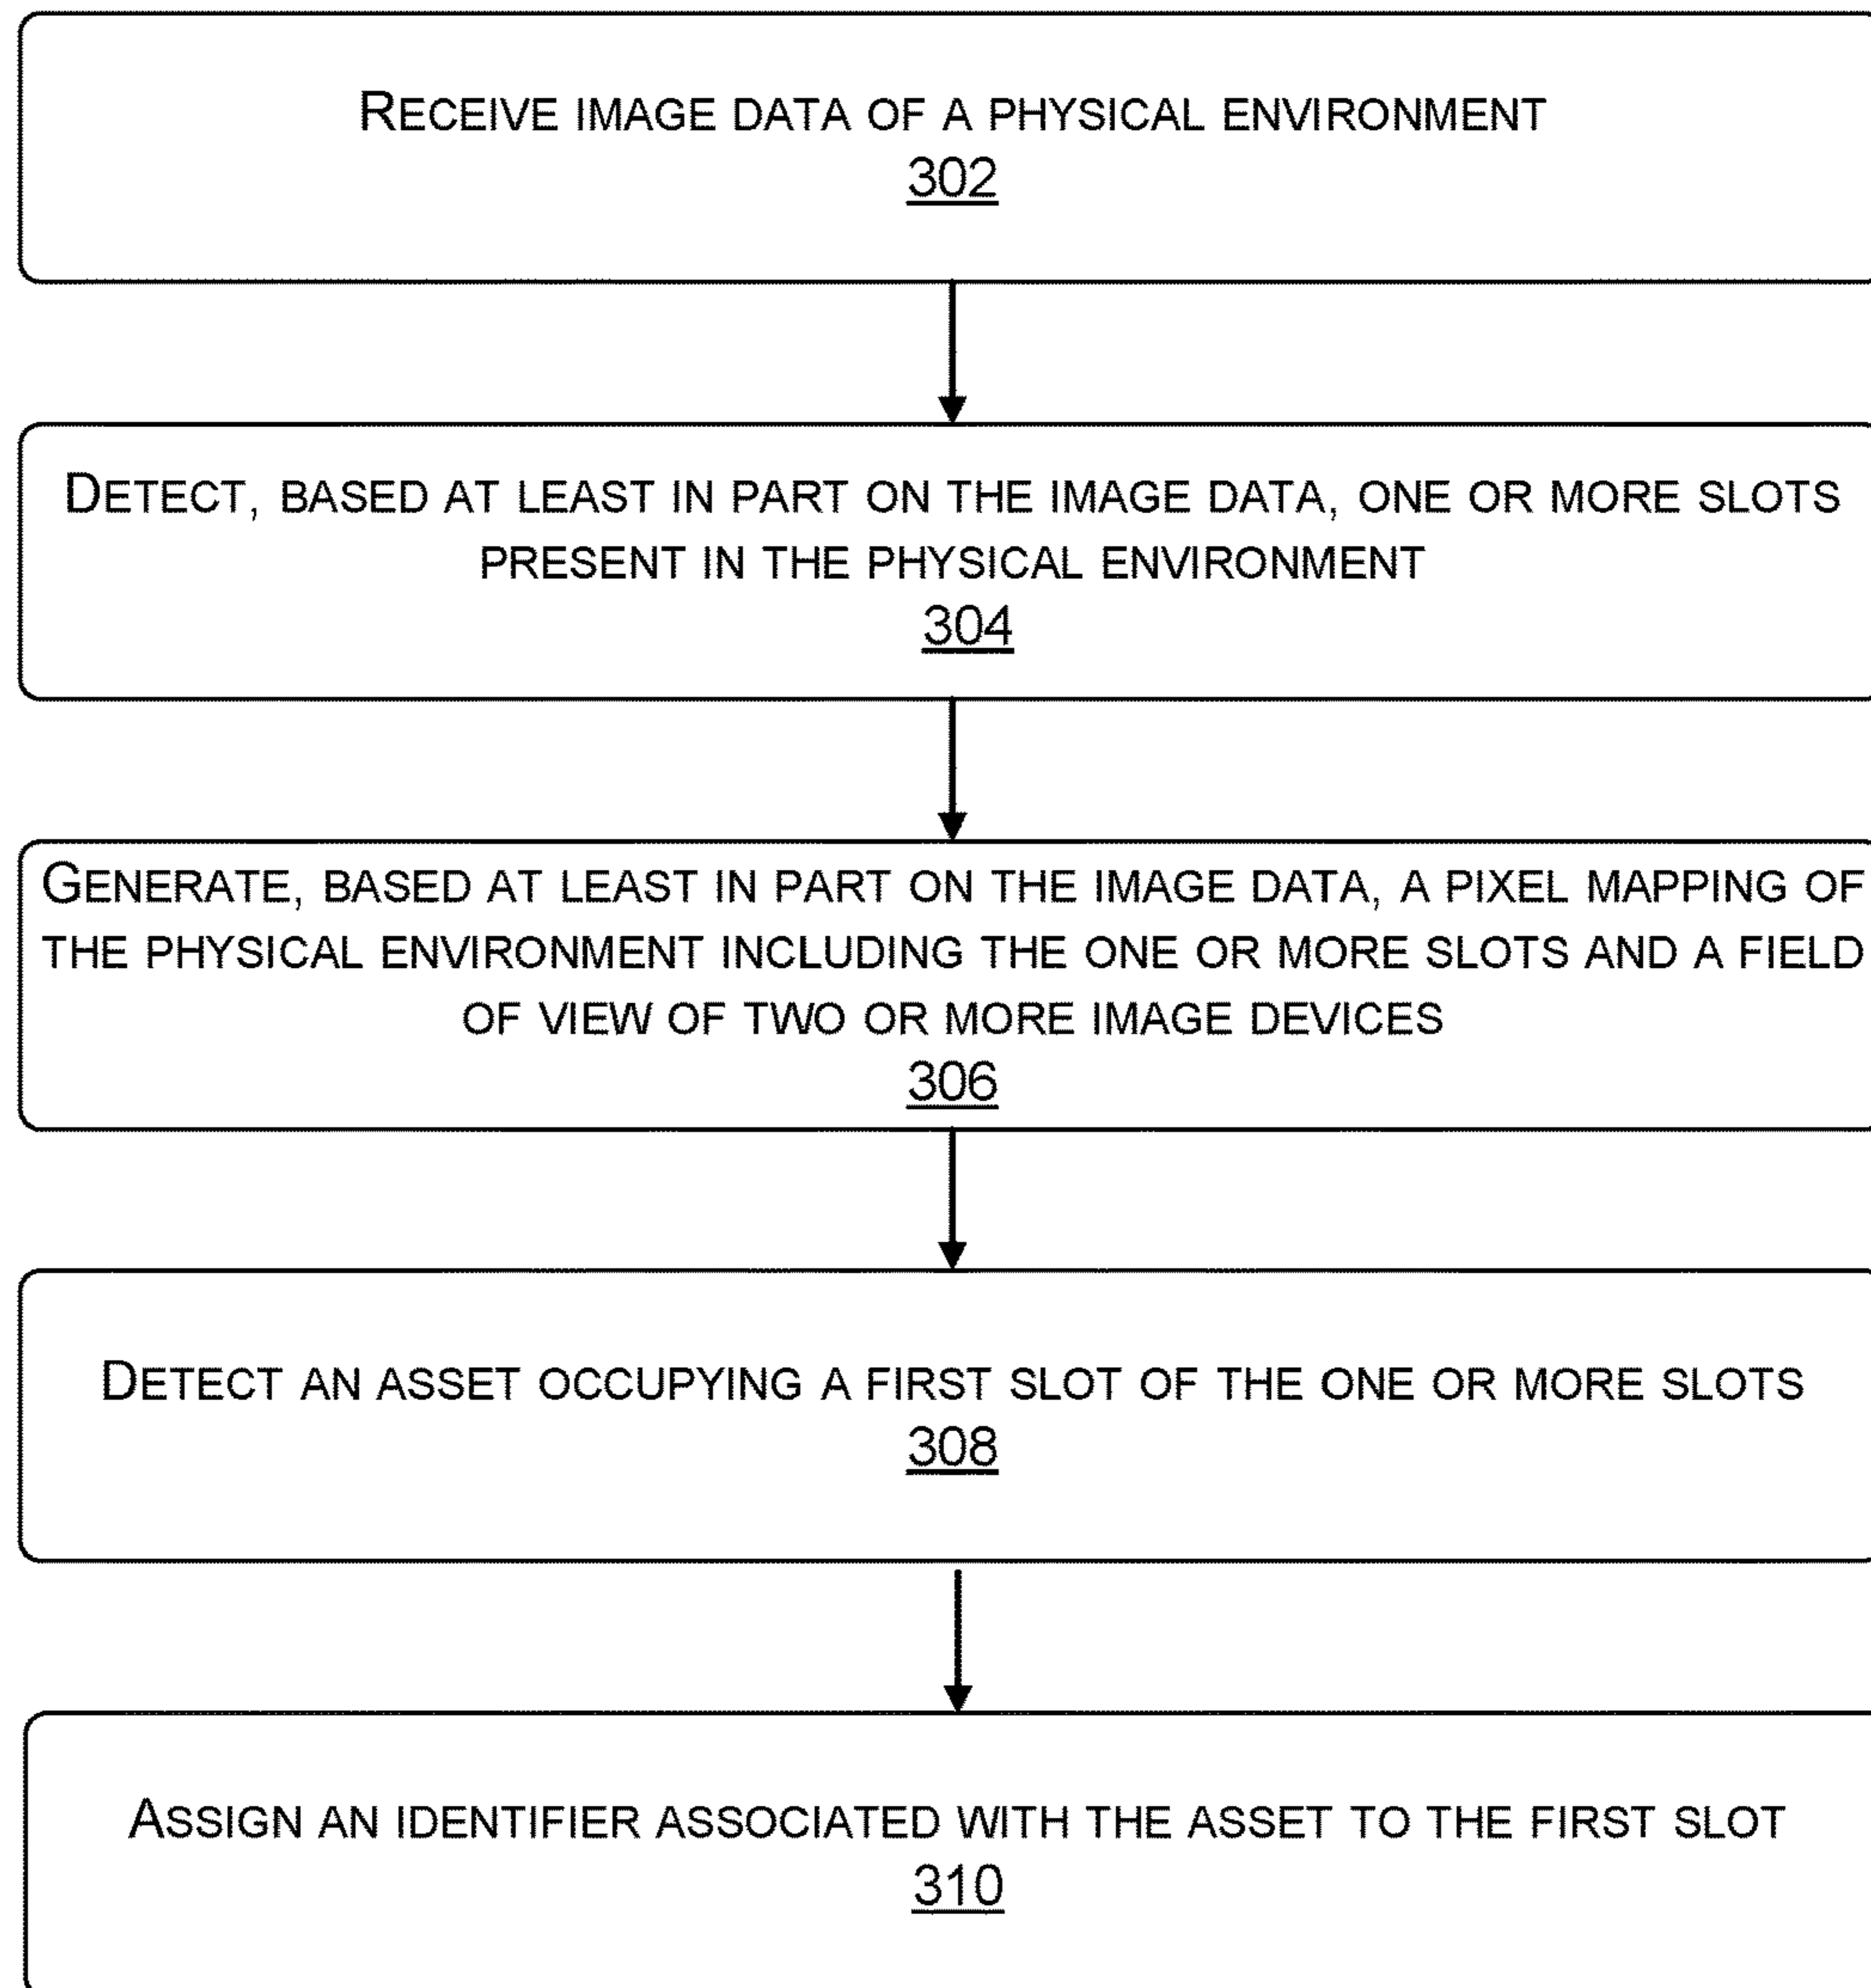 RECEIVE IMAGE DATA OF A PHYSICAL ENVIRONMENT
302
DETECT, BASED AT LEAST IN PART ON THE IMAGE DATA, ONE OR MORE SLOTS
PRESENT IN THE PHYSICAL ENVIRONMENT
304
GENERATE, BASED AT LEAST IN PART ON THE IMAGE DATA, A PIXEL MAPPING OF
THE PHYSICAL ENVIRONMENT INCLUDING THE ONE OR MORE SLOTS AND A FIELD
OF VIEW OF TWO OR MORE IMAGE DEVICES
306
DETECT AN ASSET OCCUPYING A FIRST SLOT OF THE ONE OR MORE SLOTS
308
ASSIGN AN IDENTIFIER ASSOCIATED WITH THE ASSET TO THE FIRST SLOT
310